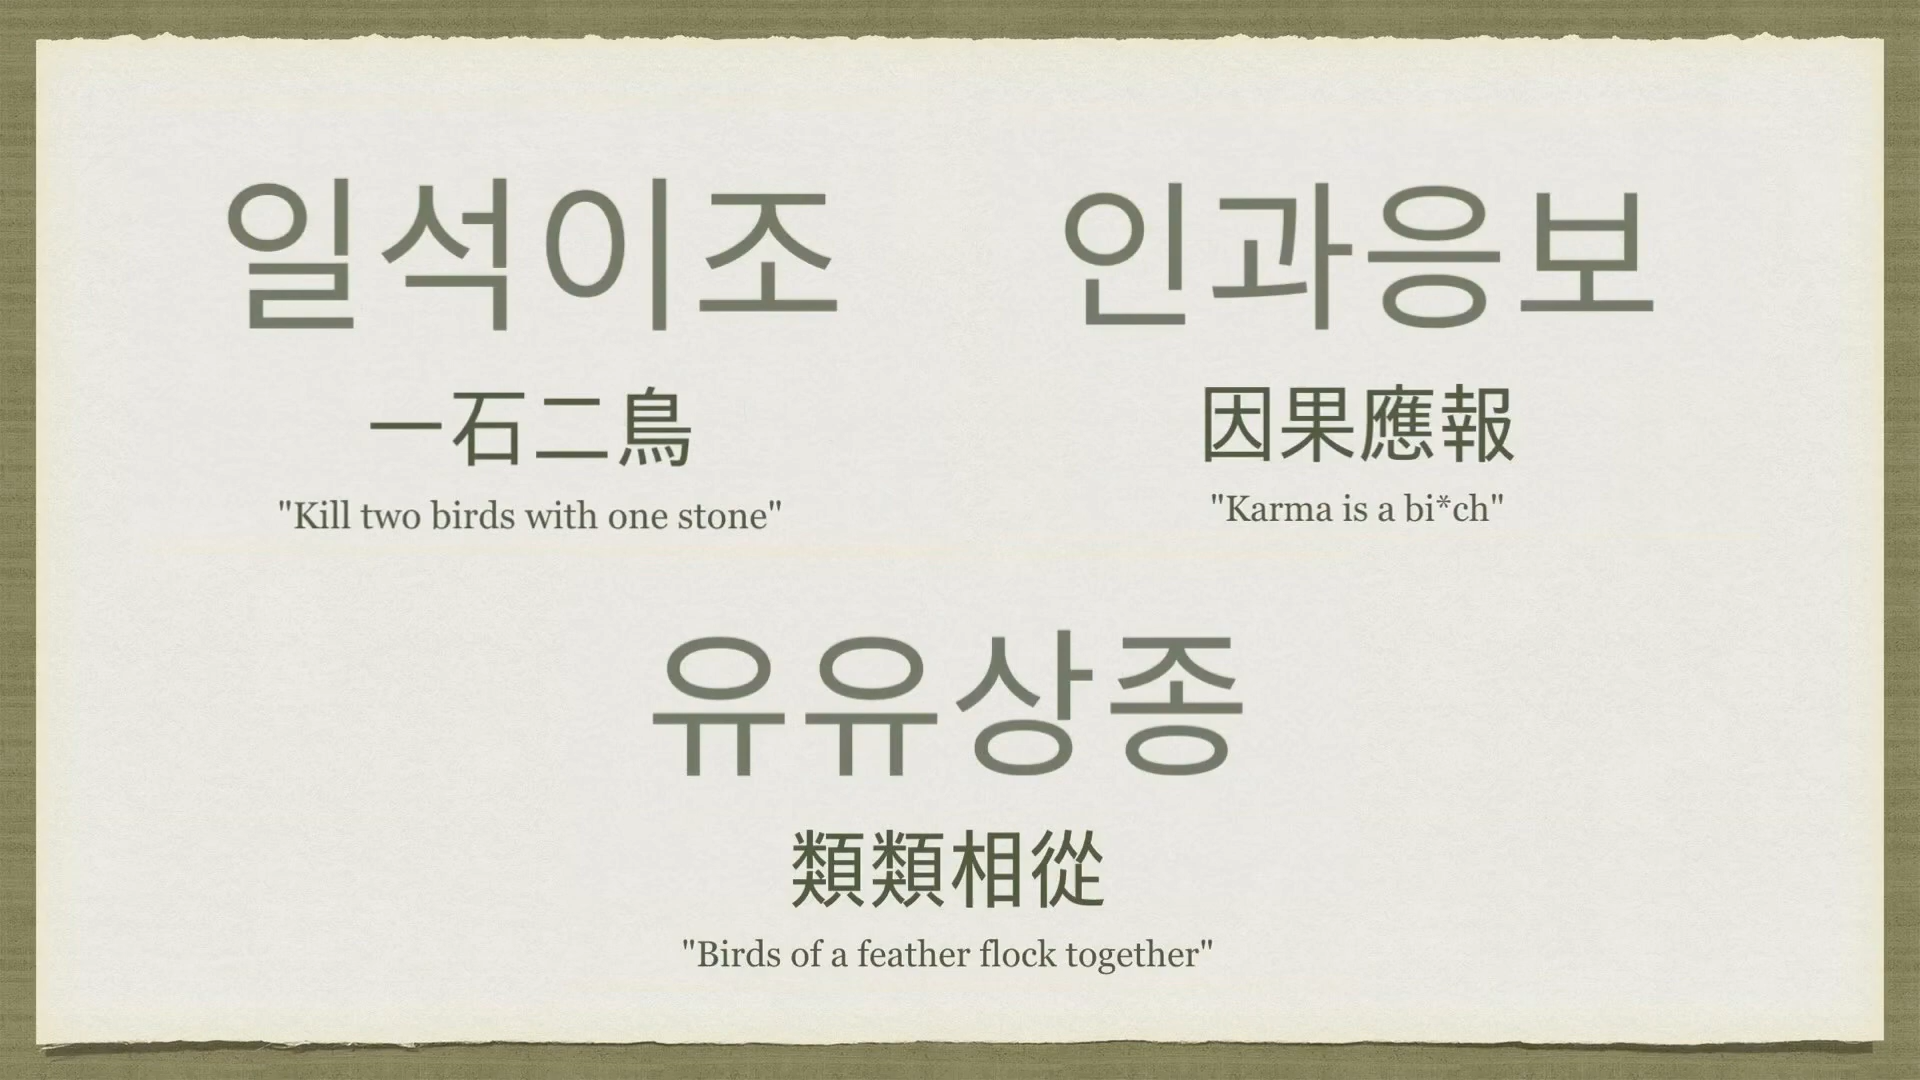 일석이조
一石二鳥
"Kill two birds with one stone"
인과응보
因果應報
"Karma is a bi*ch"
유유상종
類類相從
"Birds of a feather flock together"